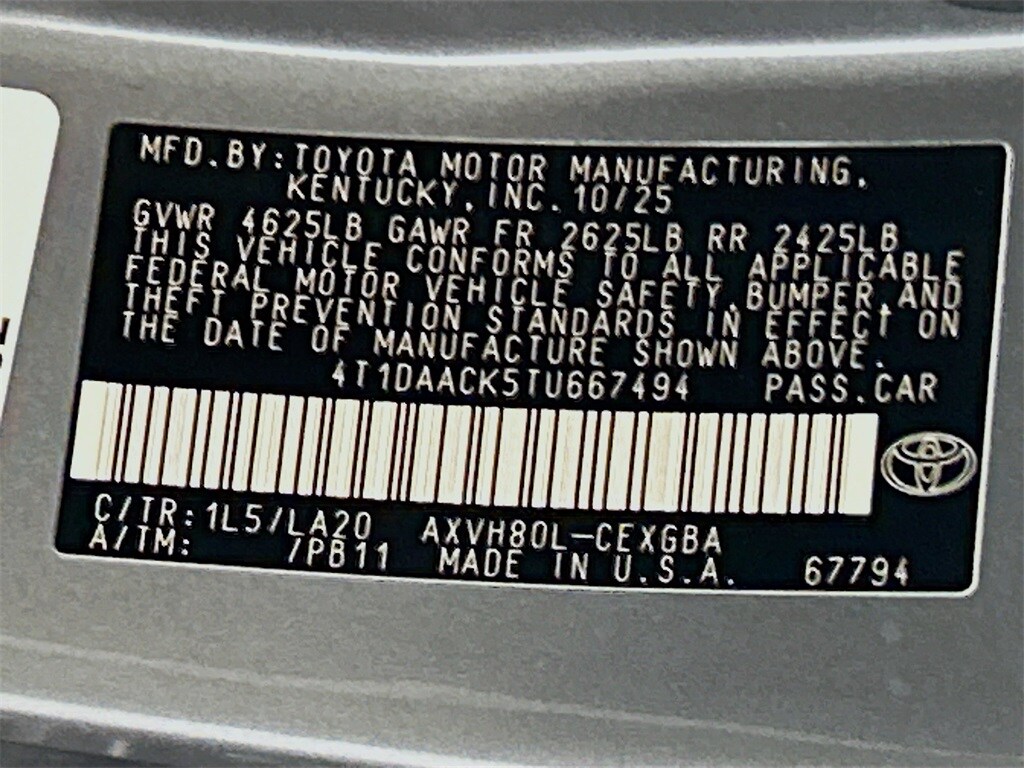 MFD.BY:TOYOTA MOTOR MANUFACTURING,
KENTUCKY,INC.10/25
GVWR 4625LB GAWR FR 2625LB RR 2425LB
THIS VEHICLE CONFORMS TO ALL APPLICABLE
FEDERAL MOTOR VEHICLE SAFETY,BUMPER,AND
THEFT PREVENTION STANDARDS IN EFFECT ON
THE DATE OF MANUFACTURE SHOWN ABOVE.
4T1DAACK5TU667494 PASS.CAR
C/TR:1L5/LA20 AXVH80L-CEXGBA
A/TM: /PB11 MADE IN U.S.A. 67794